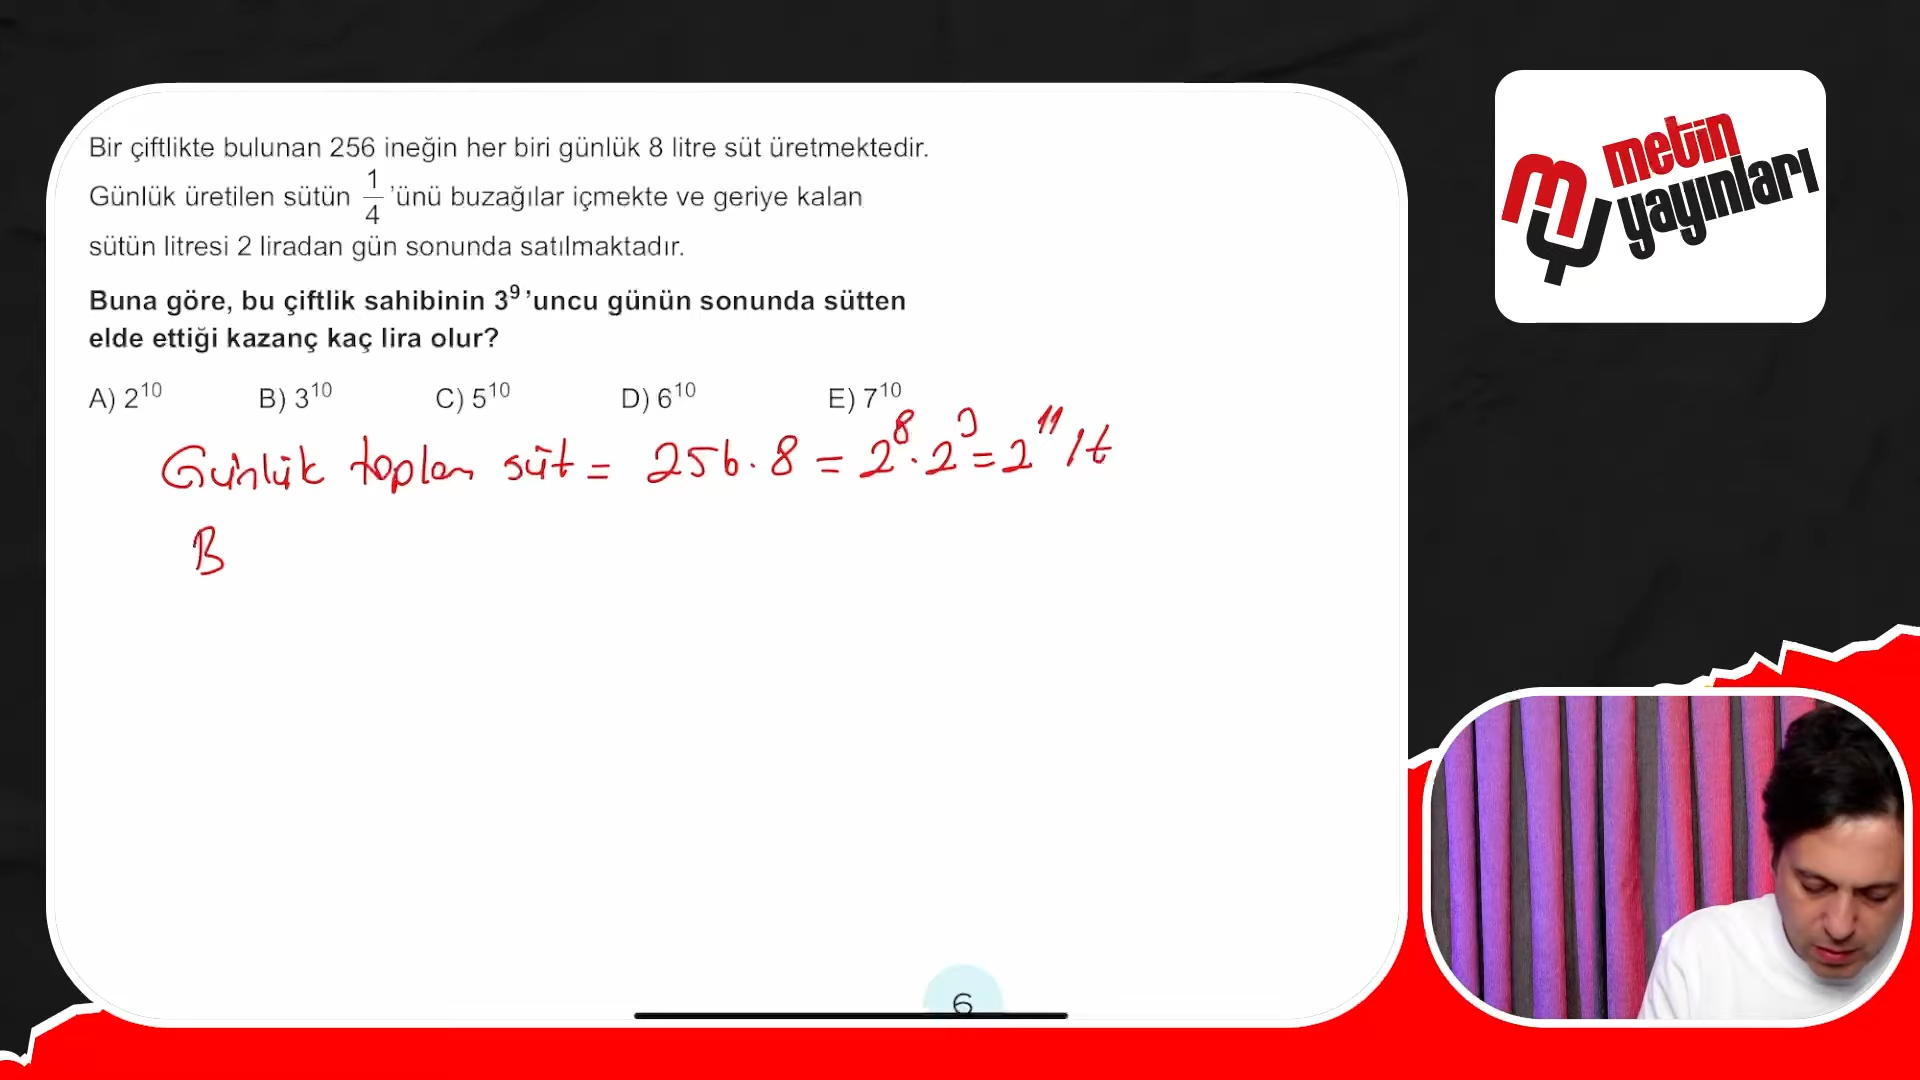 Bir çiftlikte bulunan 256 ineğin her biri günlük 8 litre süt üretmektedir.
Günlük üretilen sütün 1/4 'ünü buzağılar içmekte ve geriye kalan
sütün litresi 2 liradan gün sonunda satılmaktadır.
Buna göre, bu çiftlik sahibinin 3⁹'uncu günün sonunda sütten
elde ettiği kazanç kaç lira olur?
A) 2¹⁰ B) 3¹⁰ C) 5¹⁰ D) 6¹⁰ E) 7¹⁰
Günlük toplam süt = 256 . 8 = 2⁸ . 2³ = 2¹¹ lt
B
6
metin
yayınları